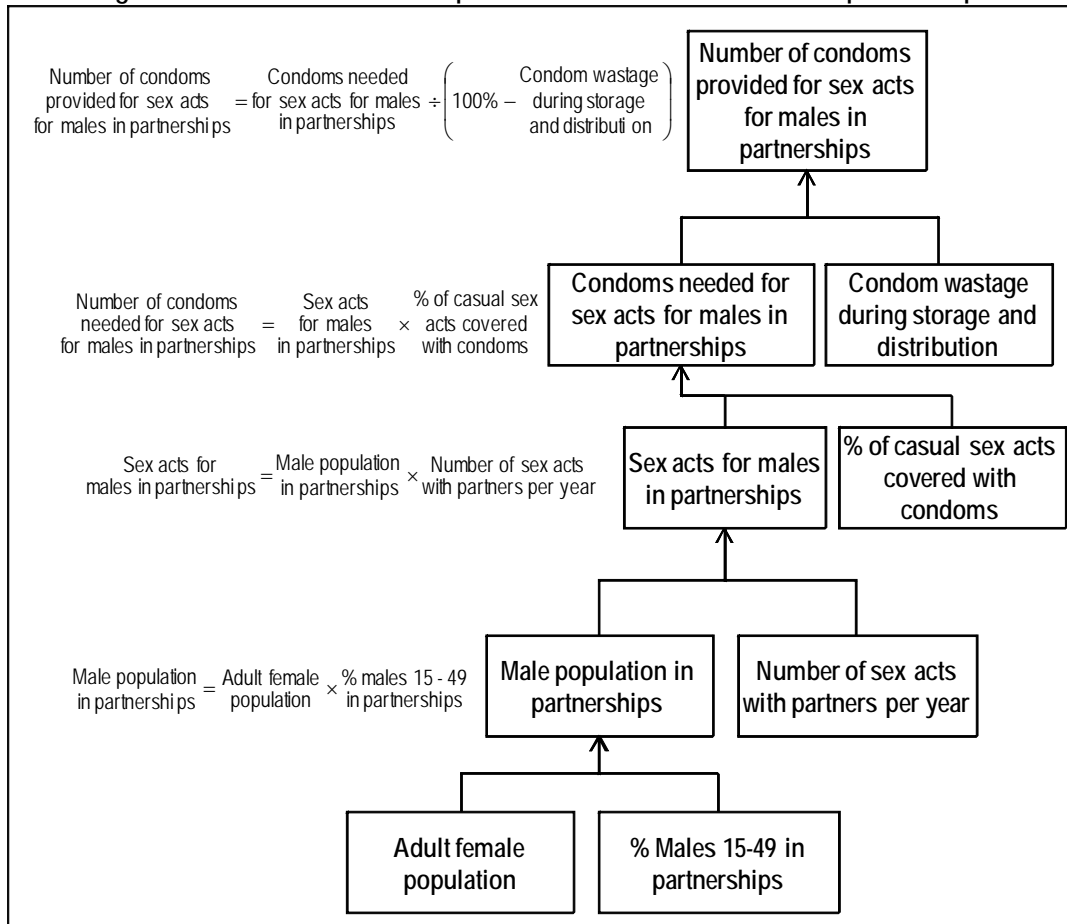 Number of condoms
provided for sex acts
for males in partnerships
=
Condoms needed
for sex acts for males
in partnerships
÷
( 100% −
Condom wastage
during storage
and distributi on
)
Number of condoms
provided for sex acts
for males in
partnerships
Number of condoms
needed for sex acts
for males in partnerships
=
Sex acts
for males
in partnerships
×
% of casual sex
acts covered
with condoms
Condoms needed for
sex acts for males in
partnerships
Condom wastage
during storage and
distribution
Sex acts for
males in partnerships
=
Male population
in partnerships
×
Number of sex acts
with partners per year
Sex acts for males
in partnerships
% of casual sex acts
covered with
condoms
Male population
in partnerships
=
Adult female
population
×
% males 15 - 49
in partnerships
Male population in
partnerships
Number of sex acts
with partners per year
Adult female
population
% Males 15-49 in
partnerships